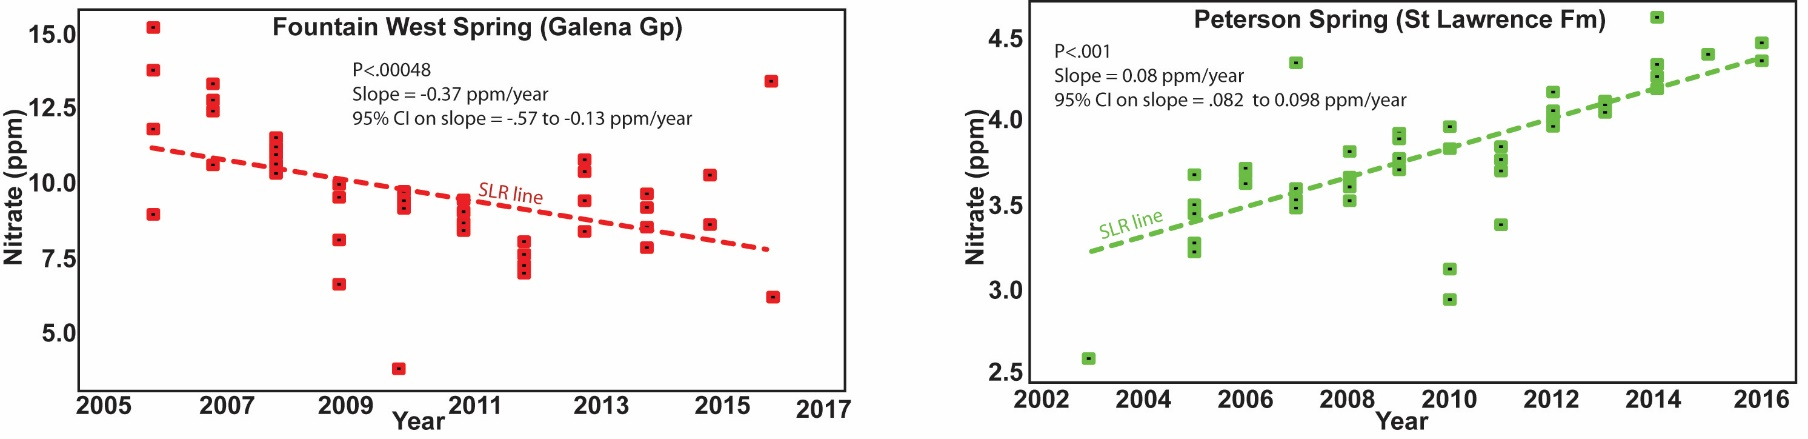 Fountain West Spring (Galena Gp)
P<.00048
Slope = -0.37 ppm/year
95% CI on slope = -.57 to -0.13 ppm/year
SLR line
Nitrate (ppm)
15.0
12.5
10.0
7.5
5.0
2005 2007 2009 2011 2013 2015 2017
Year
Peterson Spring (St Lawrence Fm)
P<.001
Slope = 0.08 ppm/year
95% CI on slope = .082 to 0.098 ppm/year
SLR line
Nitrate (ppm)
4.5
4.0
3.5
3.0
2.5
2002 2004 2006 2008 2010 2012 2014 2016
Year